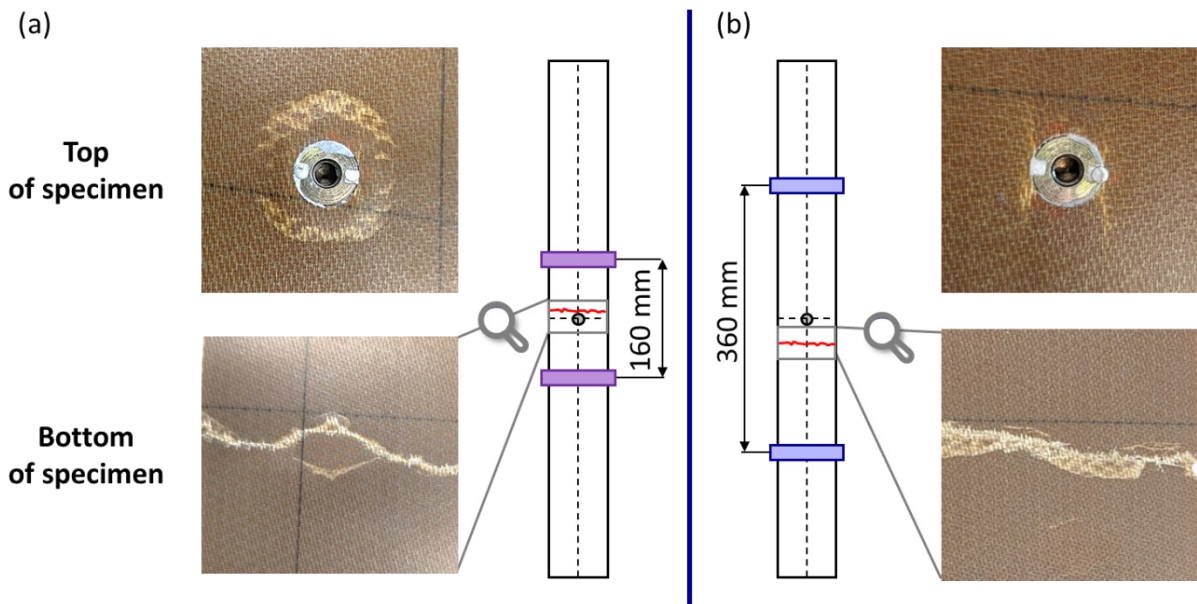 (a)
(b)
Top
of specimen
160 mm
360 mm
Bottom
of specimen